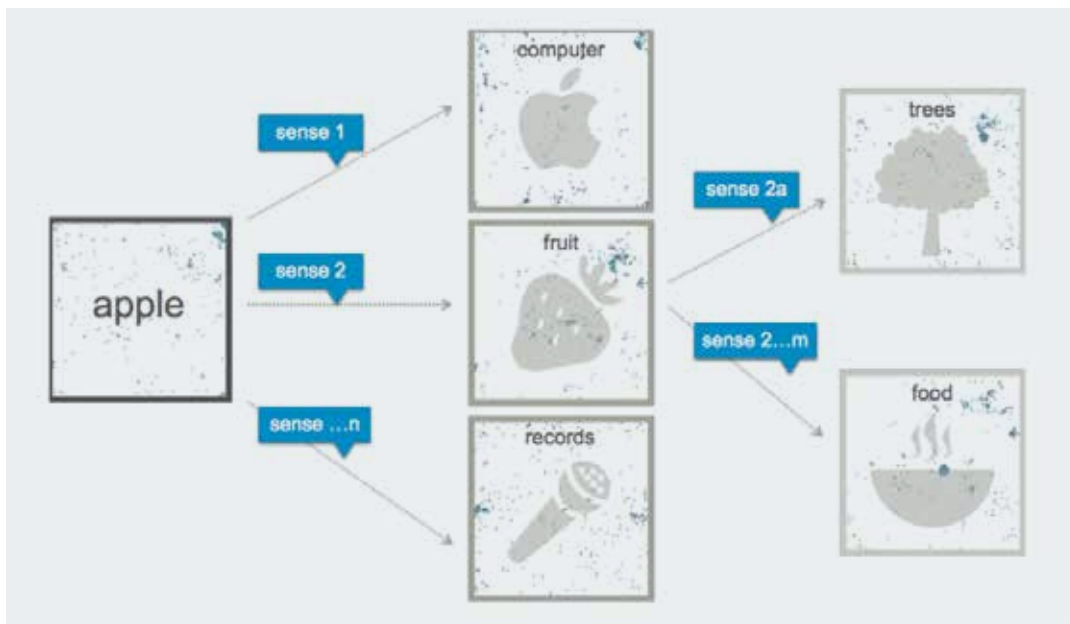 computer
trees
sense 1
sense 2a
fruit
sense 2
apple
sense 2...m
food
sense ...n
records